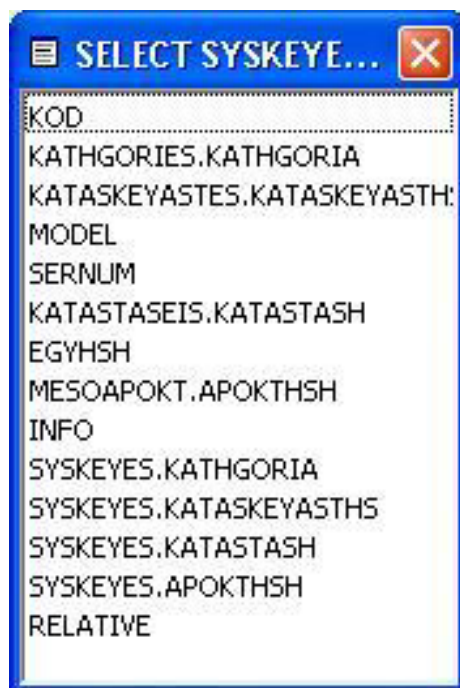 SELECT SYSKEYE...
KOD
KATHGORIES.KATHGORIA
KATASKEYASTES.KATASKEYASTH
MODEL
SERNUM
KATASTASEIS.KATASTASH
EGYHSH
MESOAPOKT.APOKTHSH
INFO
SYSKEYES.KATHGORIA
SYSKEYES.KATASKEYASTHS
SYSKEYES.KATASTASH
SYSKEYES.APOKTHSH
RELATIVE